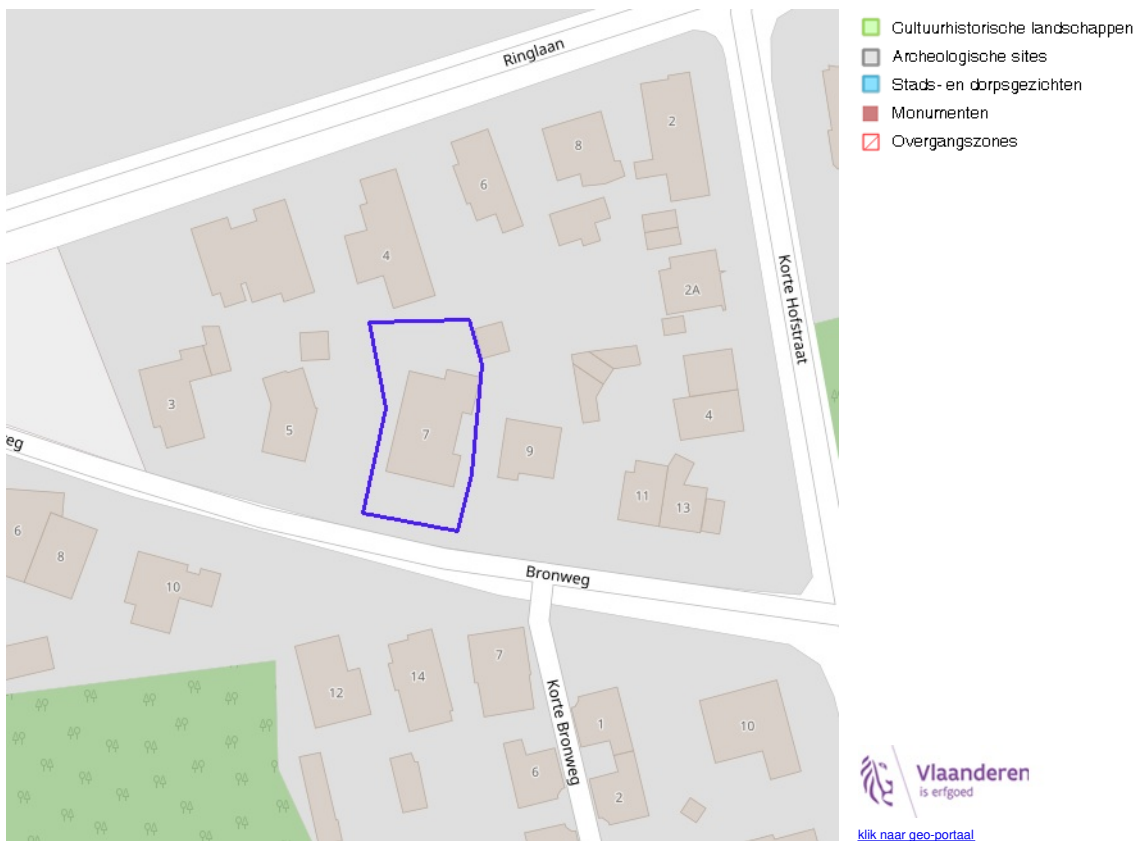 Ringlaan
Cultuurhistorische landschappen
Archeologische sites
Stads- en dorpsgezichten
Monumenten
Overgangszones
2
8
6
4
Korte Hofstraat
2A
3
5
7
9
4
11
13
eg
Bronweg
6
8
10
12
14
7
Korte Bronweg
1
10
6
2
Vlaanderen
is erfgoed
klik naar geo-portaal